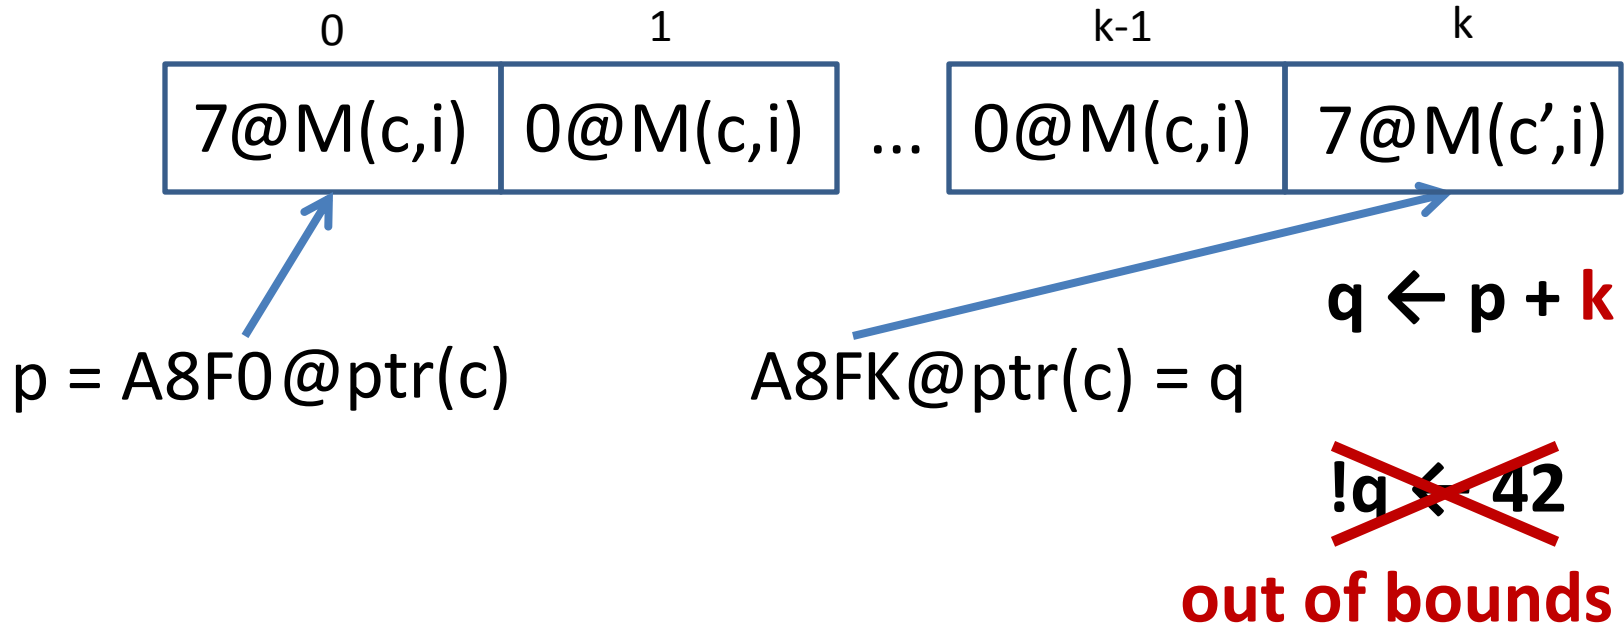 0 1 k-1 k
7@M(c,i) 0@M(c,i) ... 0@M(c,i) 7@M(c’,i)
q ← p + k
p = A8F0@ptr(c) A8FK@ptr(c) = q
!q ← 42
out of bounds